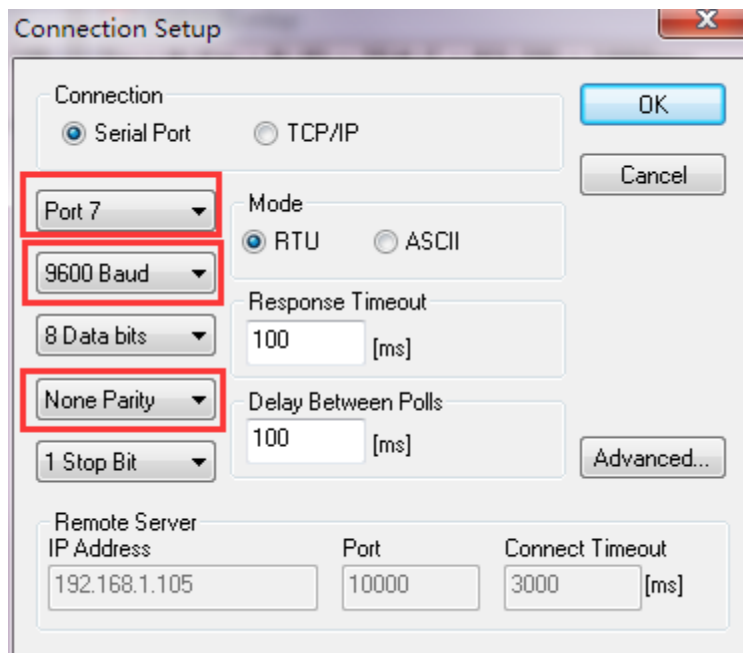 Connection Setup
Connection
Serial Port TCP/IP
OK
Cancel
Port 7
Mode
RTU ASCII
9600 Baud
Response Timeout
100 [ms]
8 Data bits
None Parity
Delay Between Polls
100 [ms]
1 Stop Bit
Advanced...
Remote Server
IP Address Port Connect Timeout
192.168.1.105 10000 3000 [ms]